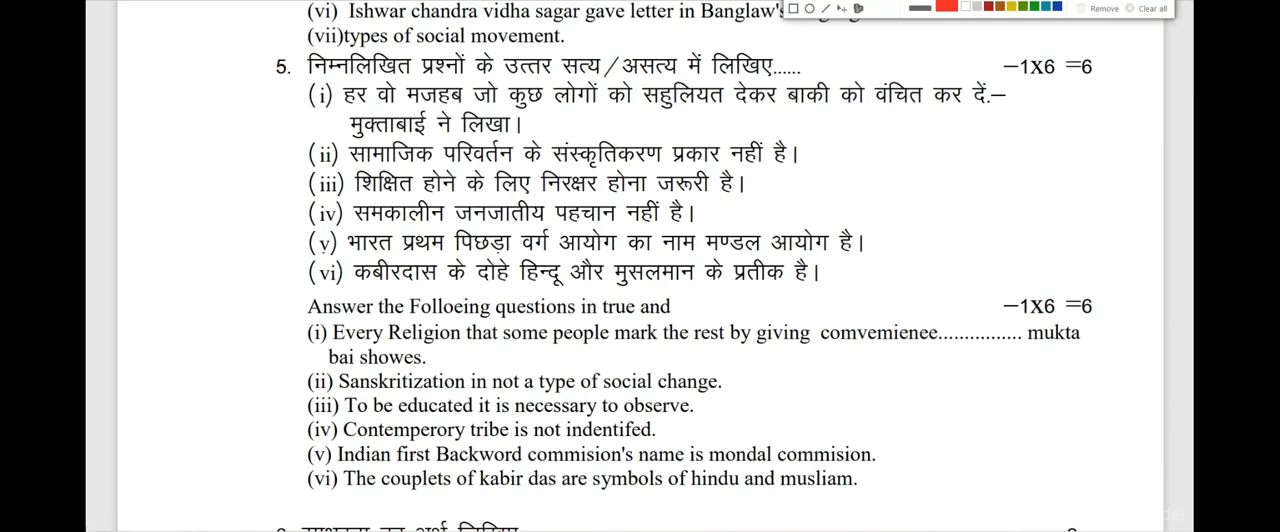 (vi) Ishwar chandra vidha sagar gave letter in Banglaw's
Remove Clear all
(vii)types of social movement.
5. निम्नलिखित प्रश्नों के उत्तर सत्य/असत्य में लिखिए...... –1X6 =6
(i) हर वो मजहब जो कुछ लोगों को सहुलियत देकर बाकी को वंचित कर दें.–
मुक्ताबाई ने लिखा।
(ii) सामाजिक परिवर्तन के संस्कृतिकरण प्रकार नहीं है।
(iii) शिक्षित होने के लिए निरक्षर होना जरूरी है।
(iv) समकालीन जनजातीय पहचान नहीं है।
(v) भारत प्रथम पिछड़ा वर्ग आयोग का नाम मण्डल आयोग है।
(vi) कबीरदास के दोहे हिन्दू और मुसलमान के प्रतीक है।
Answer the Folloeing questions in true and –1X6 =6
(i) Every Religion that some people mark the rest by giving comvemienee................ mukta
bai showes.
(ii) Sanskritization in not a type of social change.
(iii) To be educated it is necessary to observe.
(iv) Contemperory tribe is not indentifed.
(v) Indian first Backword commision's name is mondal commision.
(vi) The couplets of kabir das are symbols of hindu and musliam.